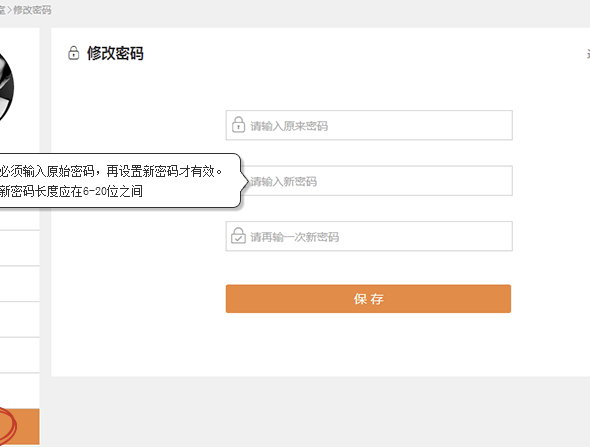 室 > 修改密码
修改密码
请输入原来密码
必须输入原始密码，再设置新密码才有效。
新密码长度应在6-20位之间
请输入新密码
请再输一次新密码
保 存